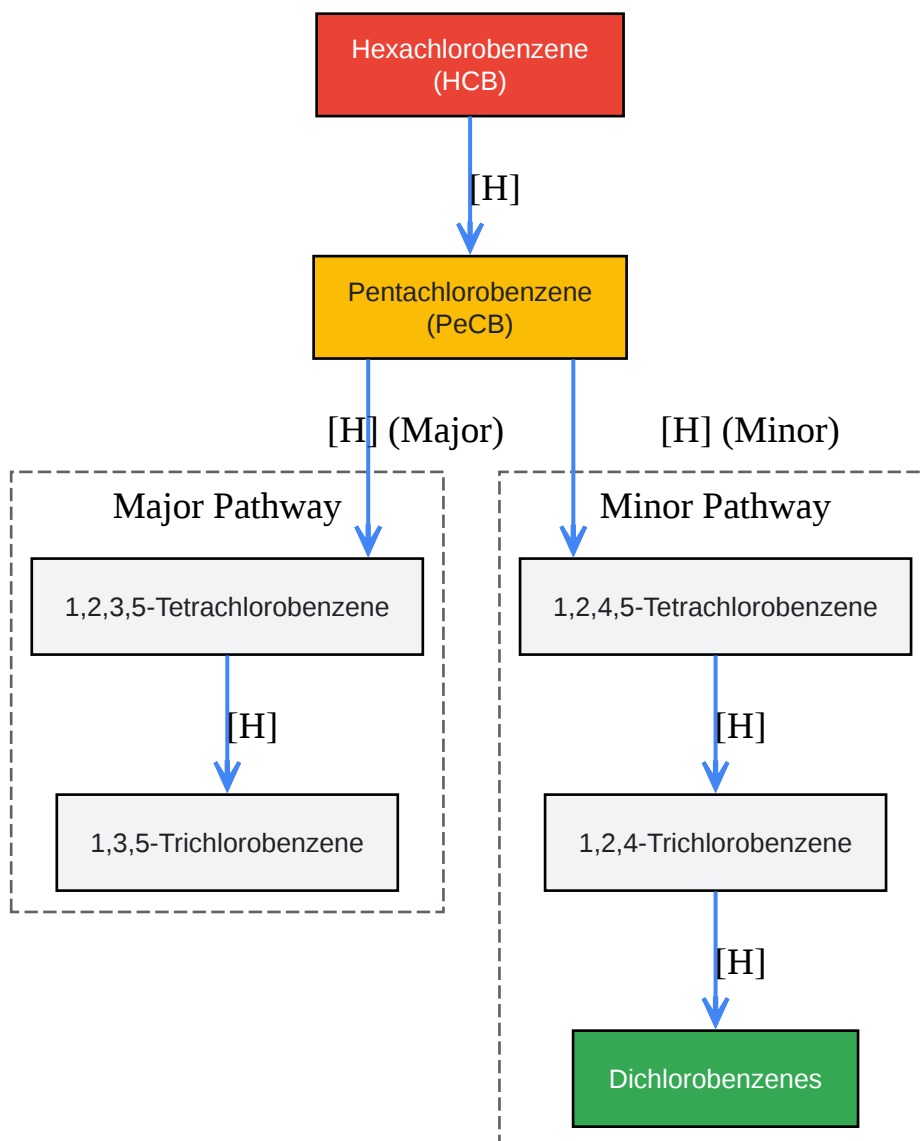 Hexachlorobenzene
(HCB)
[H]
Pentachlorobenzene
(PeCB)
[H] (Major)
[H] (Minor)
Major Pathway
Minor Pathway
1,2,3,5-Tetrachlorobenzene
1,2,4,5-Tetrachlorobenzene
[H]
[H]
1,3,5-Trichlorobenzene
1,2,4-Trichlorobenzene
[H]
Dichlorobenzenes